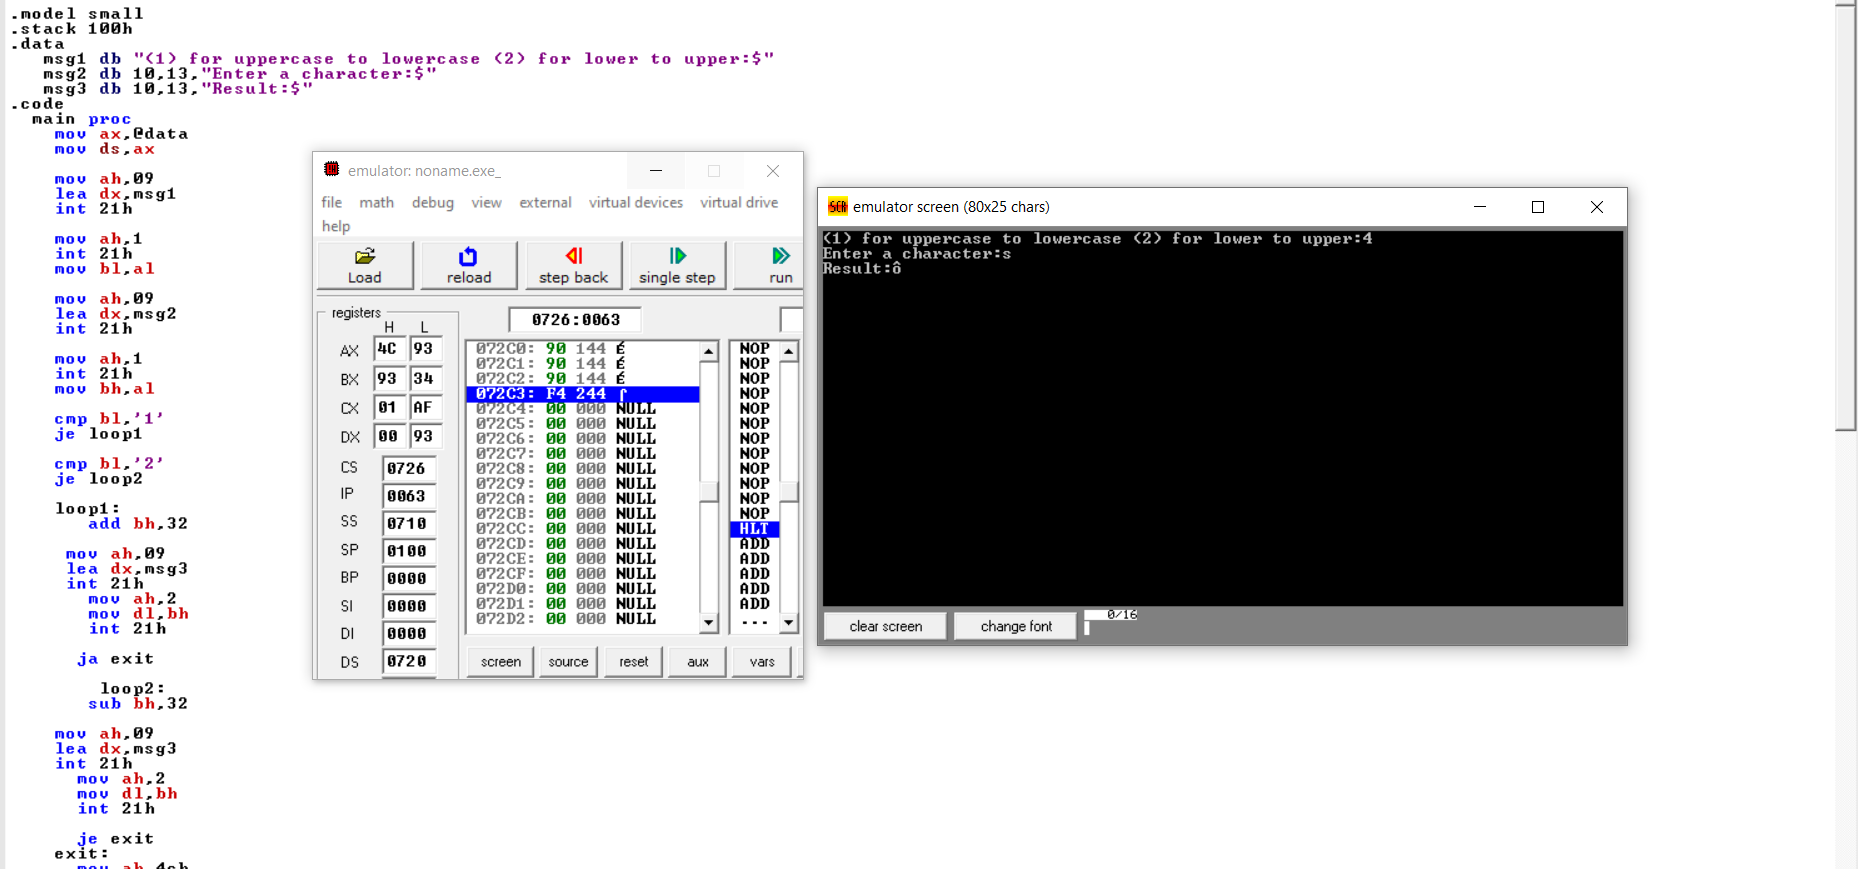 .model small
.stack 100h
.data
msg1 db "(1) for uppercase to lowercase (2) for lower to upper:$"
msg2 db 10,13,"Enter a character:$"
msg3 db 10,13,"Result:$"
.code
main proc
mov ax,@data
mov ds,ax
mov ah,09
lea dx,msg1
int 21h
mov ah,1
int 21h
mov bl,al
mov ah,09
lea dx,msg2
int 21h
mov ah,1
int 21h
mov bh,al
cmp bl,'1'
je loop1
cmp bl,'2'
je loop2
loop1:
add bh,32
mov ah,09
lea dx,msg3
int 21h
mov ah,2
mov dl,bh
int 21h
ja exit
loop2:
sub bh,32
mov ah,09
lea dx,msg3
int 21h
mov ah,2
mov dl,bh
int 21h
je exit
exit:
mov ah,4ch
emulator: noname.exe_
file math debug view external virtual devices virtual drive
help
Load reload step back single step run
registers
H L
AX 4C 93
BX 93 34
CX 01 AF
DX 00 93
CS 0726
IP 0063
SS 0710
SP 0100
BP 0000
SI 0000
DI 0000
DS 0720
0726:0063
072C0: 90 144 É
072C1: 90 144 É
072C2: 90 144 É
072C3: F4 244 ⌠
072C4: 00 000 NULL
072C5: 00 000 NULL
072C6: 00 000 NULL
072C7: 00 000 NULL
072C8: 00 000 NULL
072C9: 00 000 NULL
072CA: 00 000 NULL
072CB: 00 000 NULL
072CC: 00 000 NULL
072CD: 00 000 NULL
072CE: 00 000 NULL
072CF: 00 000 NULL
072D0: 00 000 NULL
072D1: 00 000 NULL
072D2: 00 000 NULL
NOP
NOP
NOP
NOP
NOP
NOP
NOP
NOP
NOP
NOP
NOP
NOP
HLT
ADD
ADD
ADD
ADD
ADD
...
screen source reset aux vars
SCR emulator screen (80x25 chars)
(1) for uppercase to lowercase (2) for lower to upper:4
Enter a character:s
Result:ô
clear screen change font 0/16